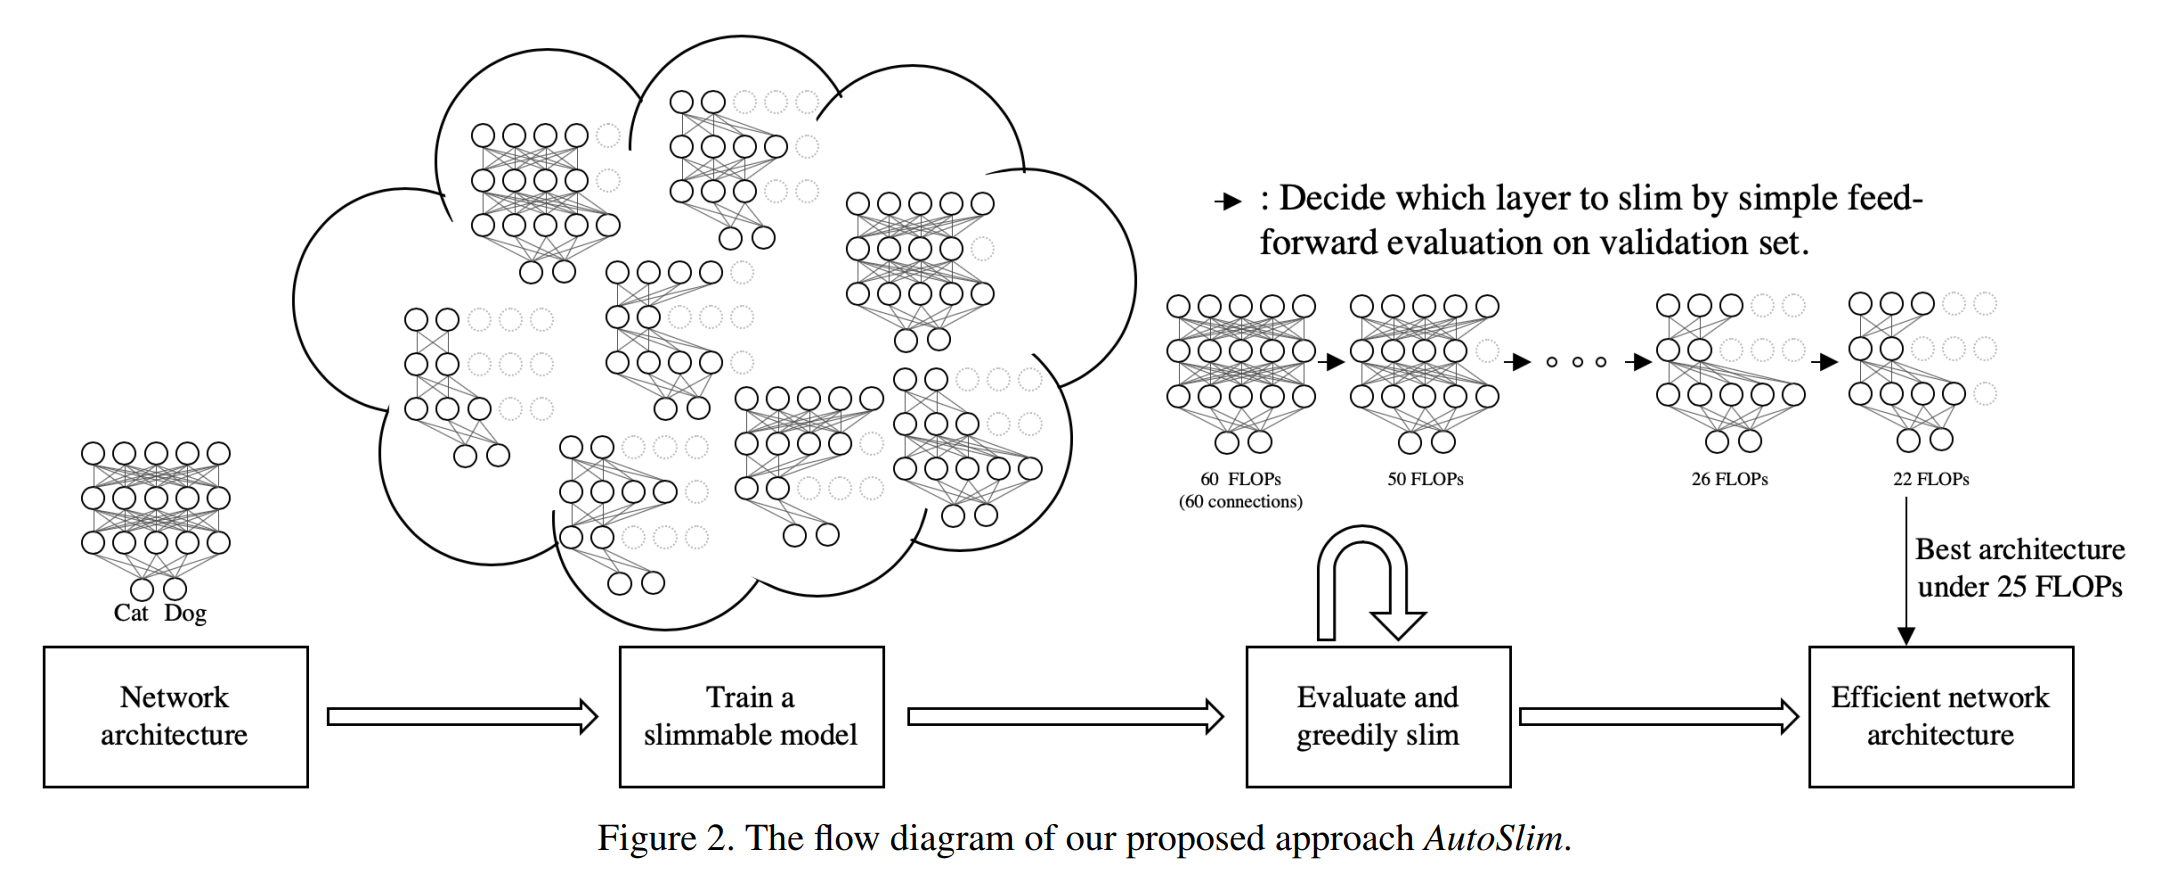 : Decide which layer to slim by simple feed-
forward evaluation on validation set.
60 FLOPs
(60 connections)
50 FLOPs
26 FLOPs
22 FLOPs
Best architecture
under 25 FLOPs
Cat Dog
Network
architecture
Train a
slimmable model
Evaluate and
greedily slim
Efficient network
architecture
Figure 2. The flow diagram of our proposed approach AutoSlim.